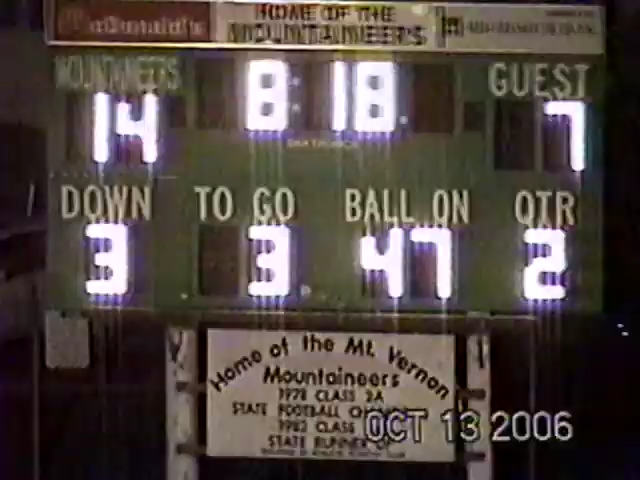 McDonald's
HOME OF THE
MOUNTAINEERS
MOUNTAINEERS 8:18 GUEST
14 7
DOWN TO GO BALL ON QTR
3 3 47 2
Home of the Mt. Vernon
Mountaineers
1978 CLASS 2A
STATE FOOTBALL
1982 CLASS
STATE RUNNER
OCT 13 2006